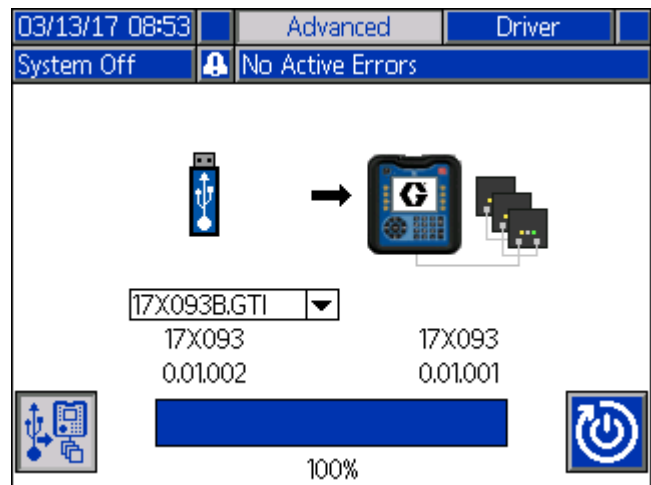 03/13/17 08:53 Advanced Driver
System Off No Active Errors
G
17X093B.GTI
17X093 17X093
0.01.002 0.01.001
100%